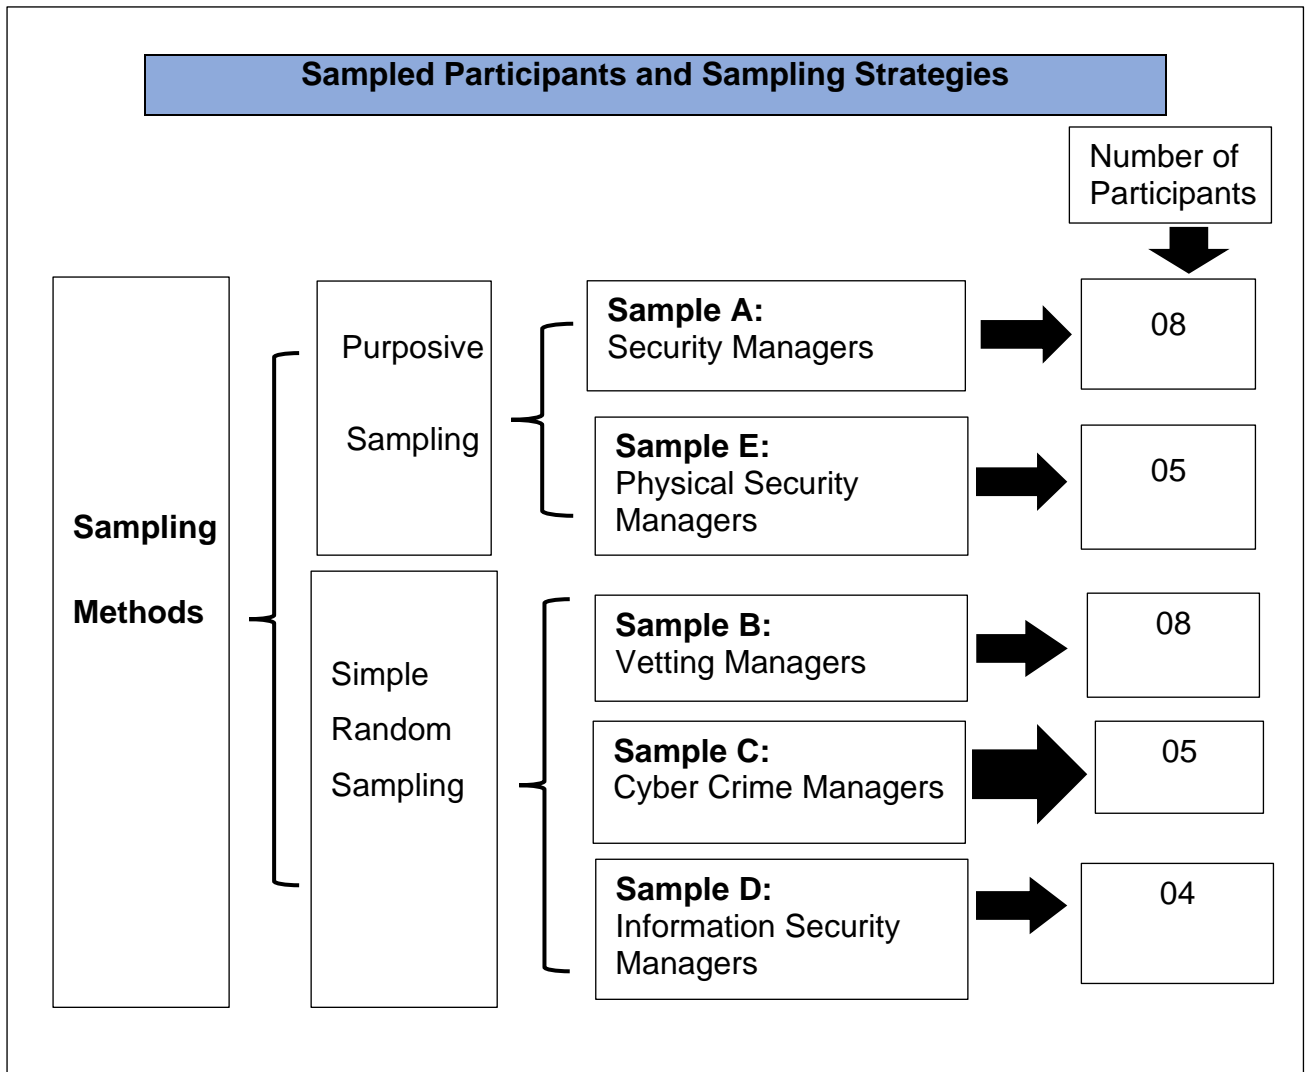 Sampled Participants and Sampling Strategies
Number of
Participants
Sampling
Methods
Purposive
Sampling
Sample A:
Security Managers
08
Sample E:
Physical Security
Managers
05
Simple
Random
Sampling
Sample B:
Vetting Managers
08
Sample C:
Cyber Crime Managers
05
Sample D:
Information Security
Managers
04